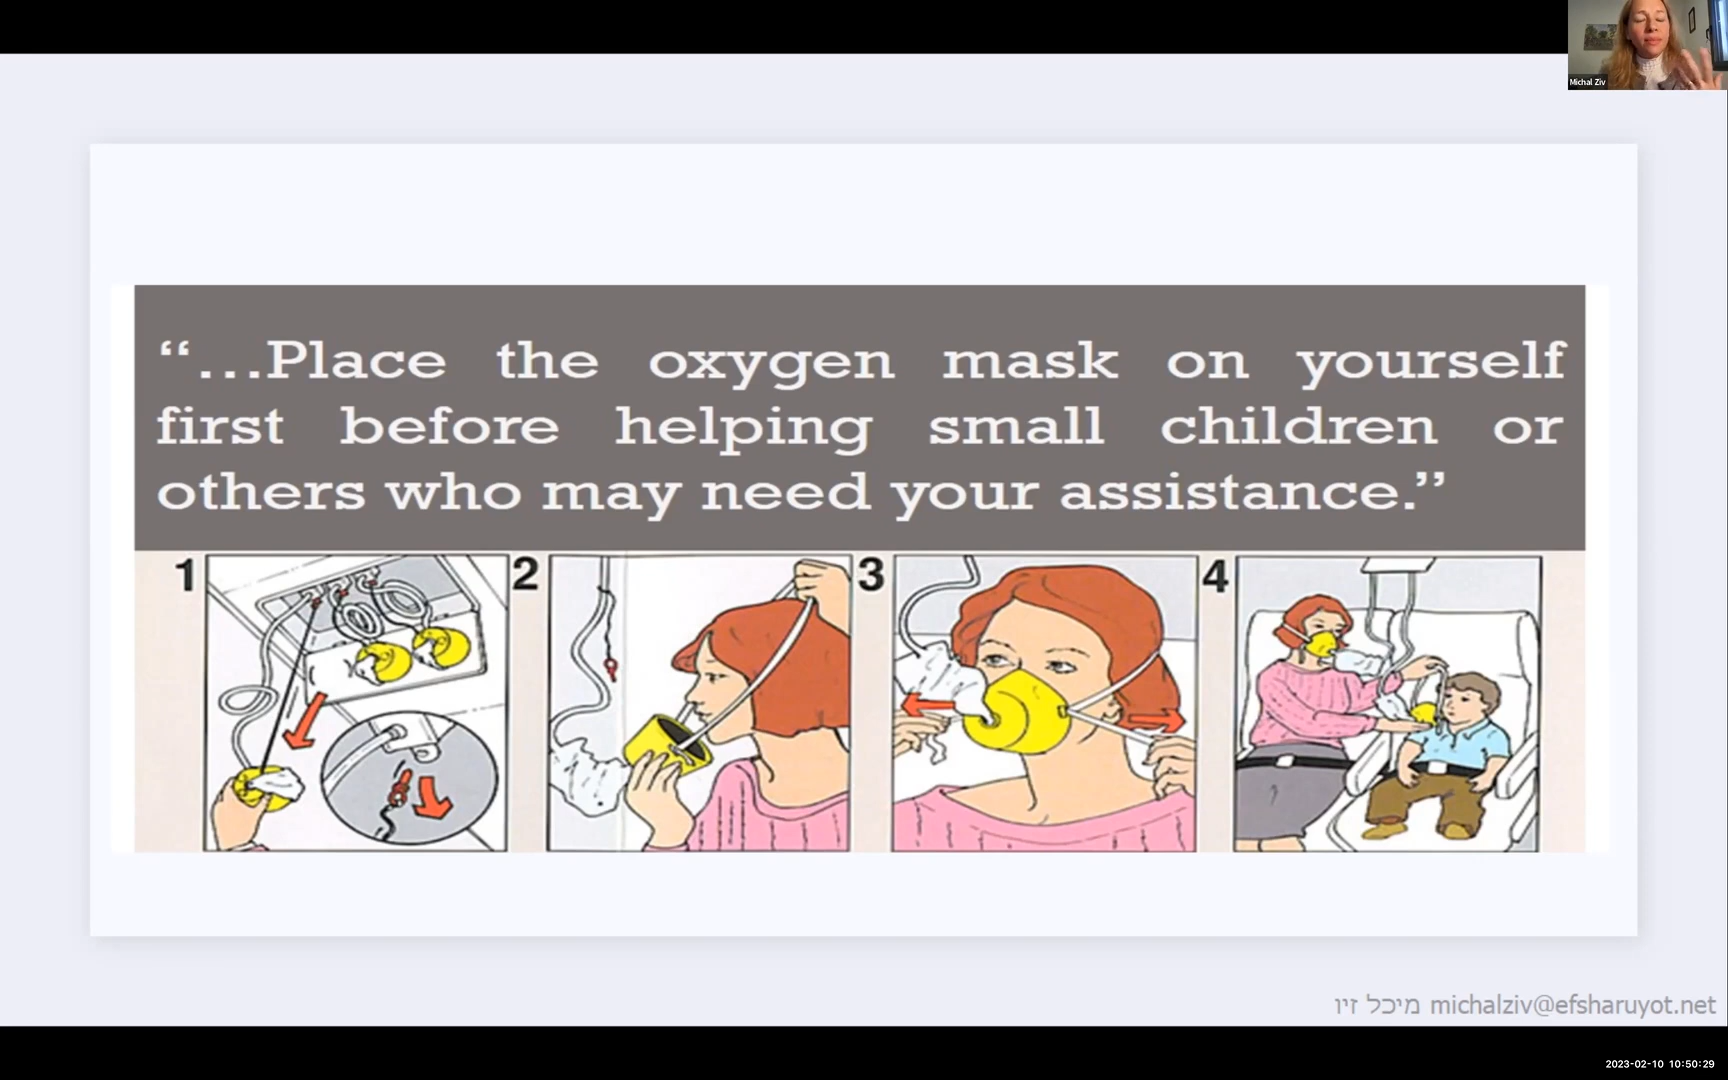 Michal Ziv
“...Place the oxygen mask on yourself
first before helping small children or
others who may need your assistance.”
1 2 3 4
מיכל זיו michalziv@efsharuyot.net
2023-02-10 10:50:29